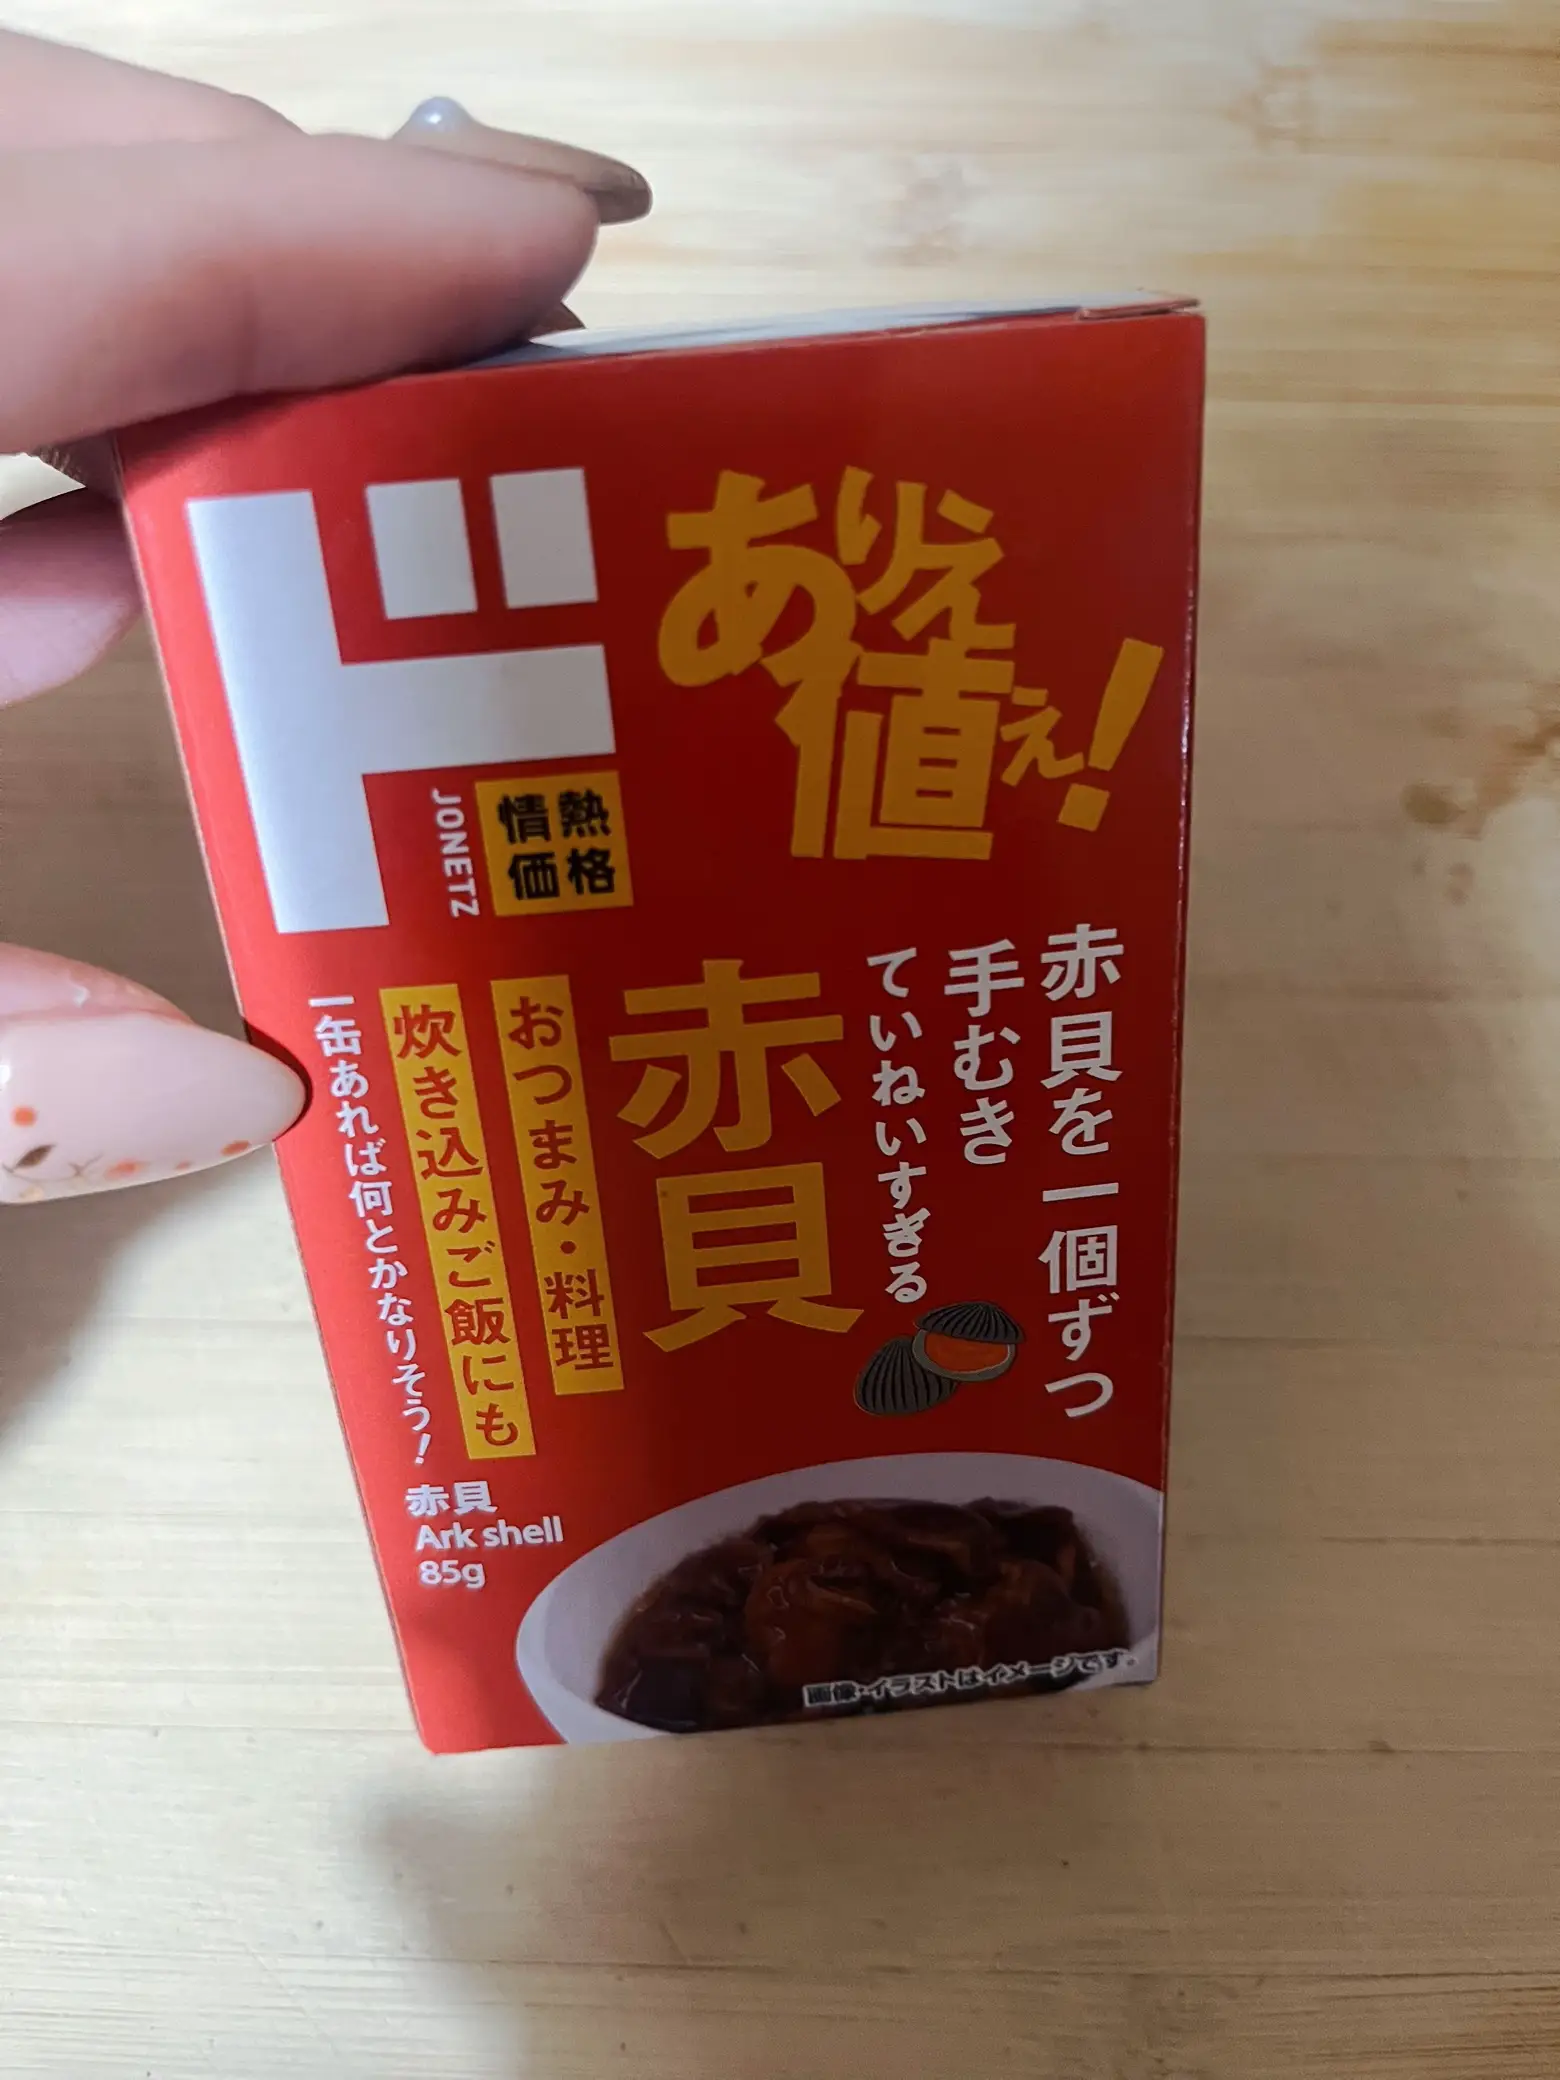 ド
JONETZ
情熱
価格
ありえ
値ぇ!
赤貝を一個ずつ
手むき
ていねいすぎる
赤貝
おつまみ・料理
炊き込みご飯にも
一缶あれば何とかなりそう!
赤貝
Ark shell
85g
画像・イラストはイメージです。